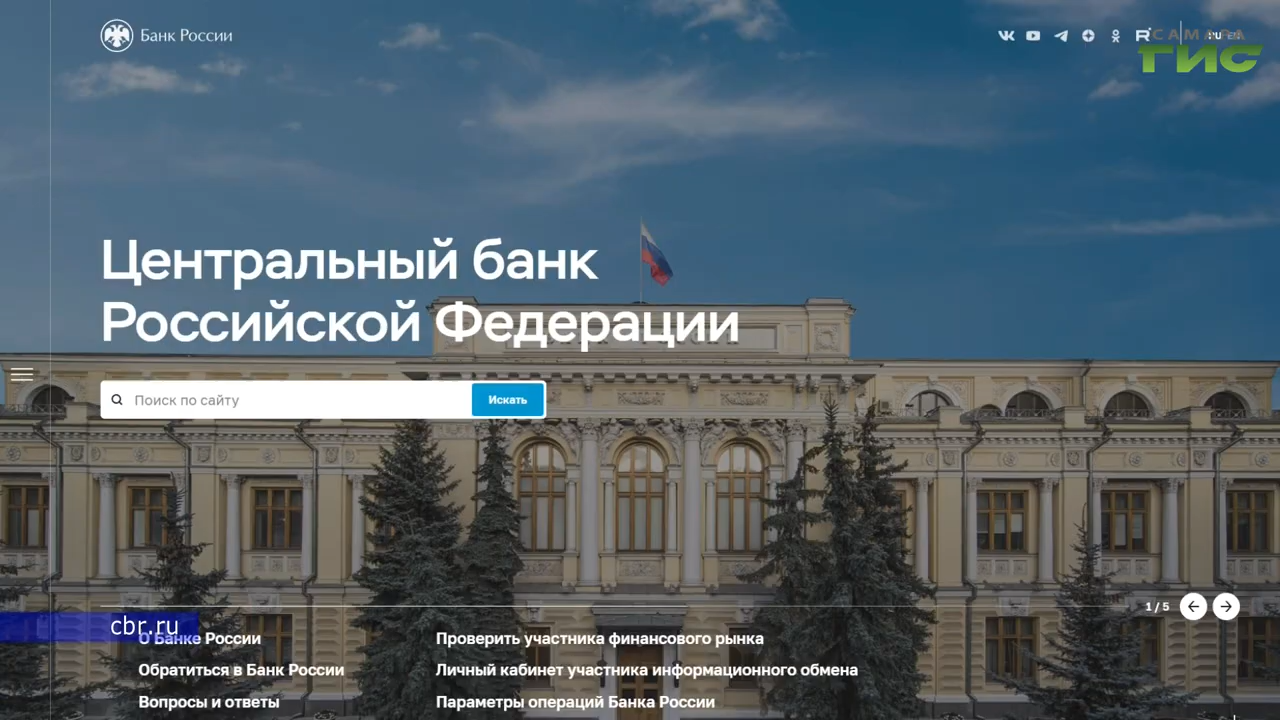 Банк России
САМАРА
ГИС
Центральный банк
Российской Федерации
Поиск по сайту
Искать
1 / 5
cbr.ru
О Банке России
Проверить участника финансового рынка
Обратиться в Банк России
Личный кабинет участника информационного обмена
Вопросы и ответы
Параметры операций Банка России